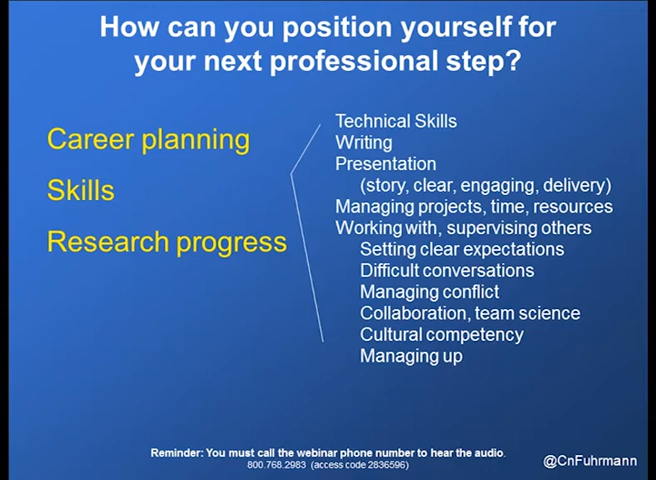 How can you position yourself for
your next professional step?
Career planning
Skills
Research progress
Technical Skills
Writing
Presentation
(story, clear, engaging, delivery)
Managing projects, time, resources
Working with, supervising others
Setting clear expectations
Difficult conversations
Managing conflict
Collaboration, team science
Cultural competency
Managing up
Reminder: You must call the webinar phone number to hear the audio.
800.768.2983 (access code 2836596)
@CnFuhrmann